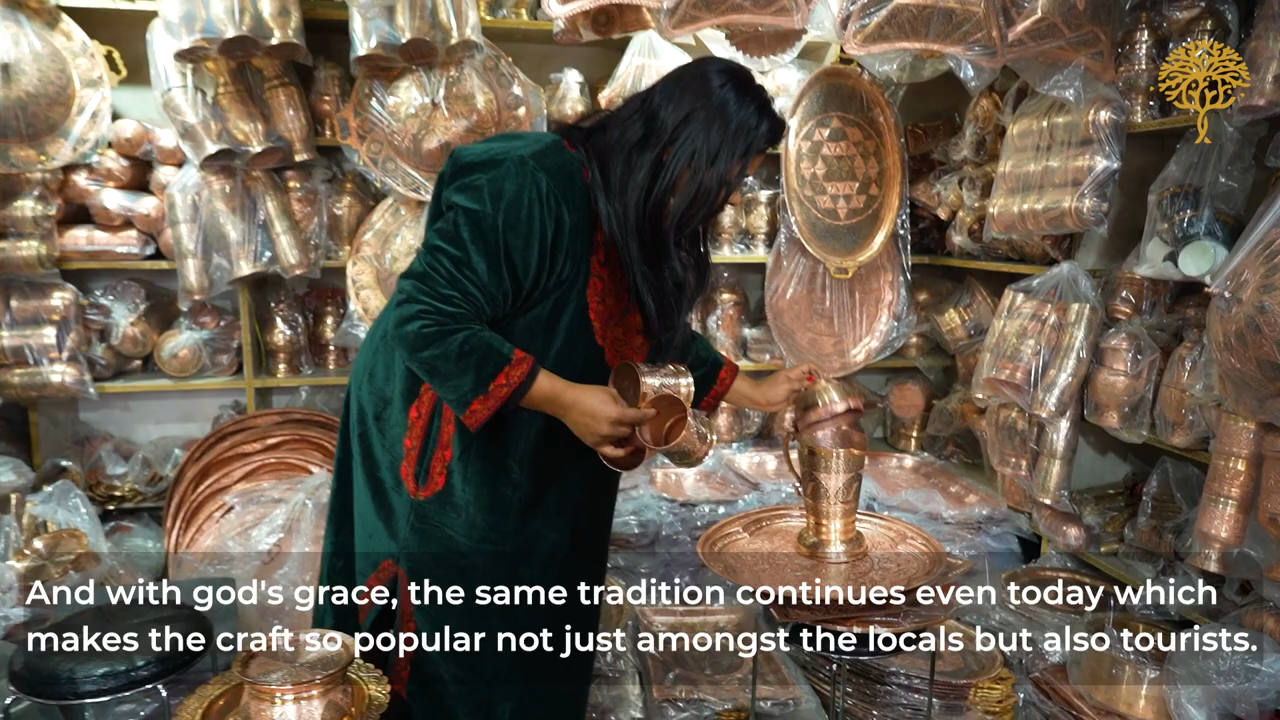 And with god's grace, the same tradition continues even today which
makes the craft so popular not just amongst the locals but also tourists.